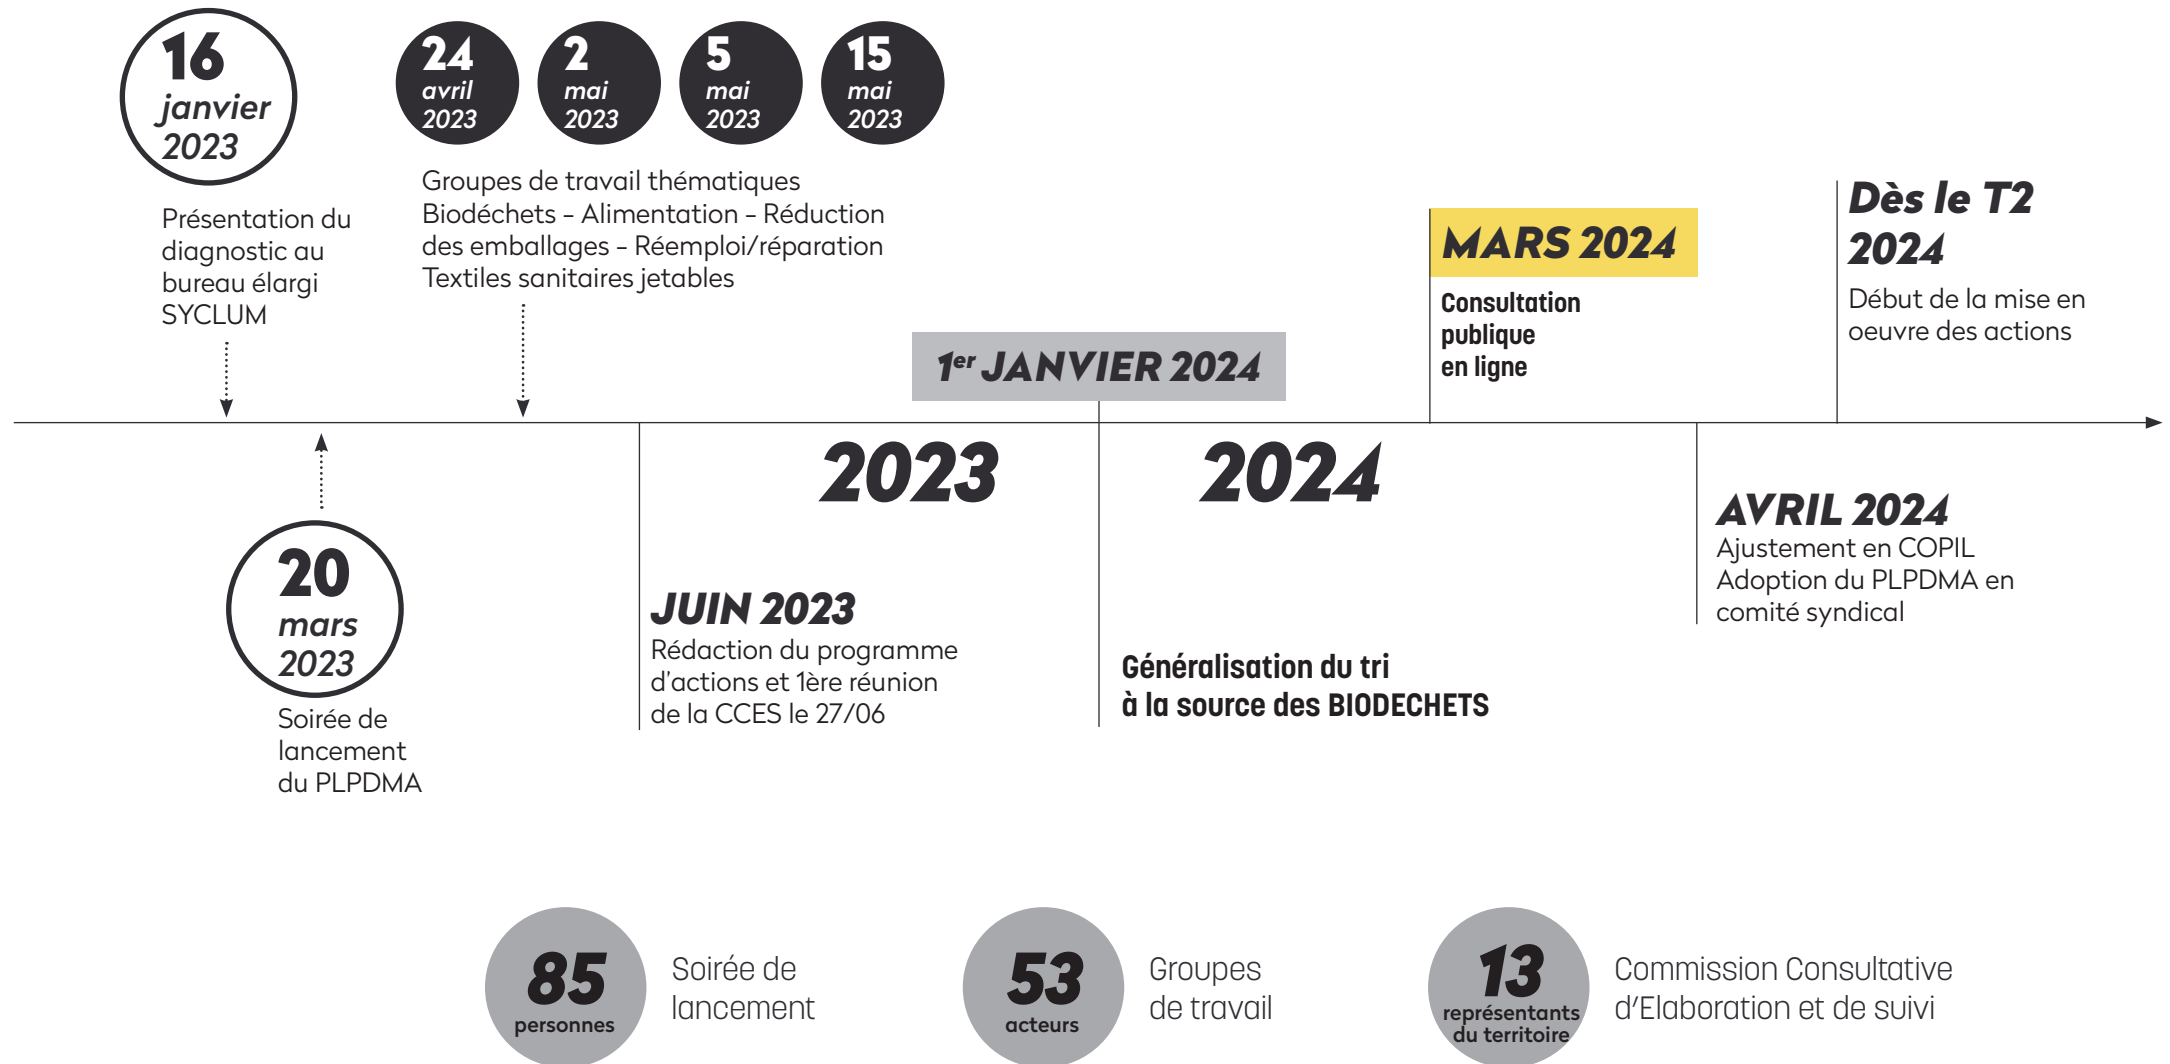 16
janvier
2023
Présentation du
diagnostic au
bureau élargi
SYCLUM
24
avril
2023
2
mai
2023
5
mai
2023
15
mai
2023
Groupes de travail thématiques
Biodéchets – Alimentation – Réduction
des emballages – Réemploi/réparation
Textiles sanitaires jetables
1er JANVIER 2024
MARS 2024
Consultation
publique
en ligne
Dès le T2
2024
Début de la mise en
oeuvre des actions
2023
2024
20
mars
2023
Soirée de
lancement
du PLPDMA
JUIN 2023
Rédaction du programme
d'actions et 1ère réunion
de la CCES le 27/06
Généralisation du tri
à la source des BIODECHETS
AVRIL 2024
Ajustement en COPIL
Adoption du PLPDMA en
comité syndical
85
personnes
Soirée de
lancement
53
acteurs
Groupes
de travail
13
représentants
du territoire
Commission Consultative
d'Elaboration et de suivi